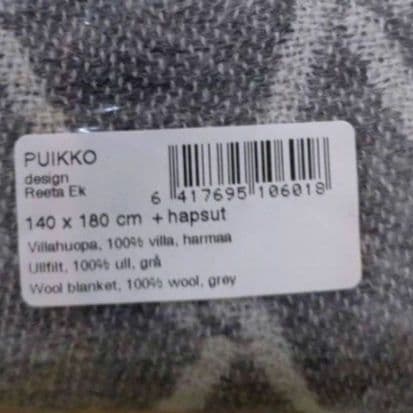 PUIKKO
design
Reeta Ek
6 417695 106018
140 x 180 cm + hapsut
Villahuopa, 100% villa, harmaa
Ullfilt, 100% ull, grå
Wool blanket, 100% wool, grey